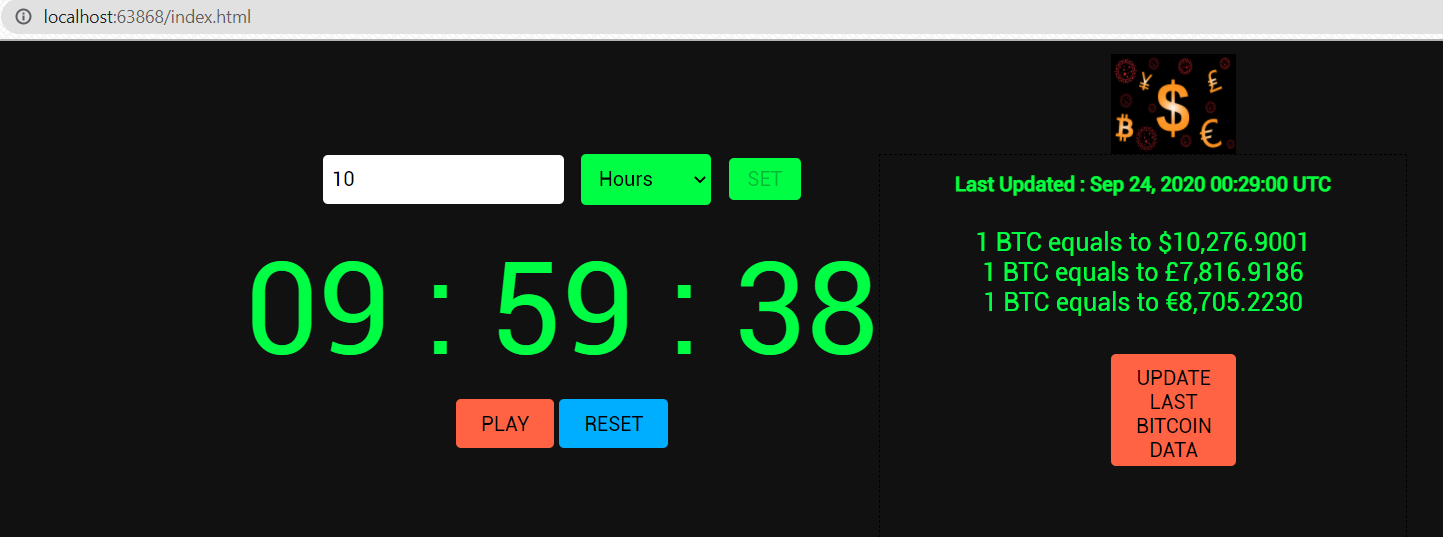 localhost:63868/index.html
10
Hours
SET
09 : 59 : 38
PLAY
RESET
¥
£
$
₿
€
Last Updated : Sep 24, 2020 00:29:00 UTC
1 BTC equals to $10,276.9001
1 BTC equals to £7,816.9186
1 BTC equals to €8,705.2230
UPDATE
LAST
BITCOIN
DATA